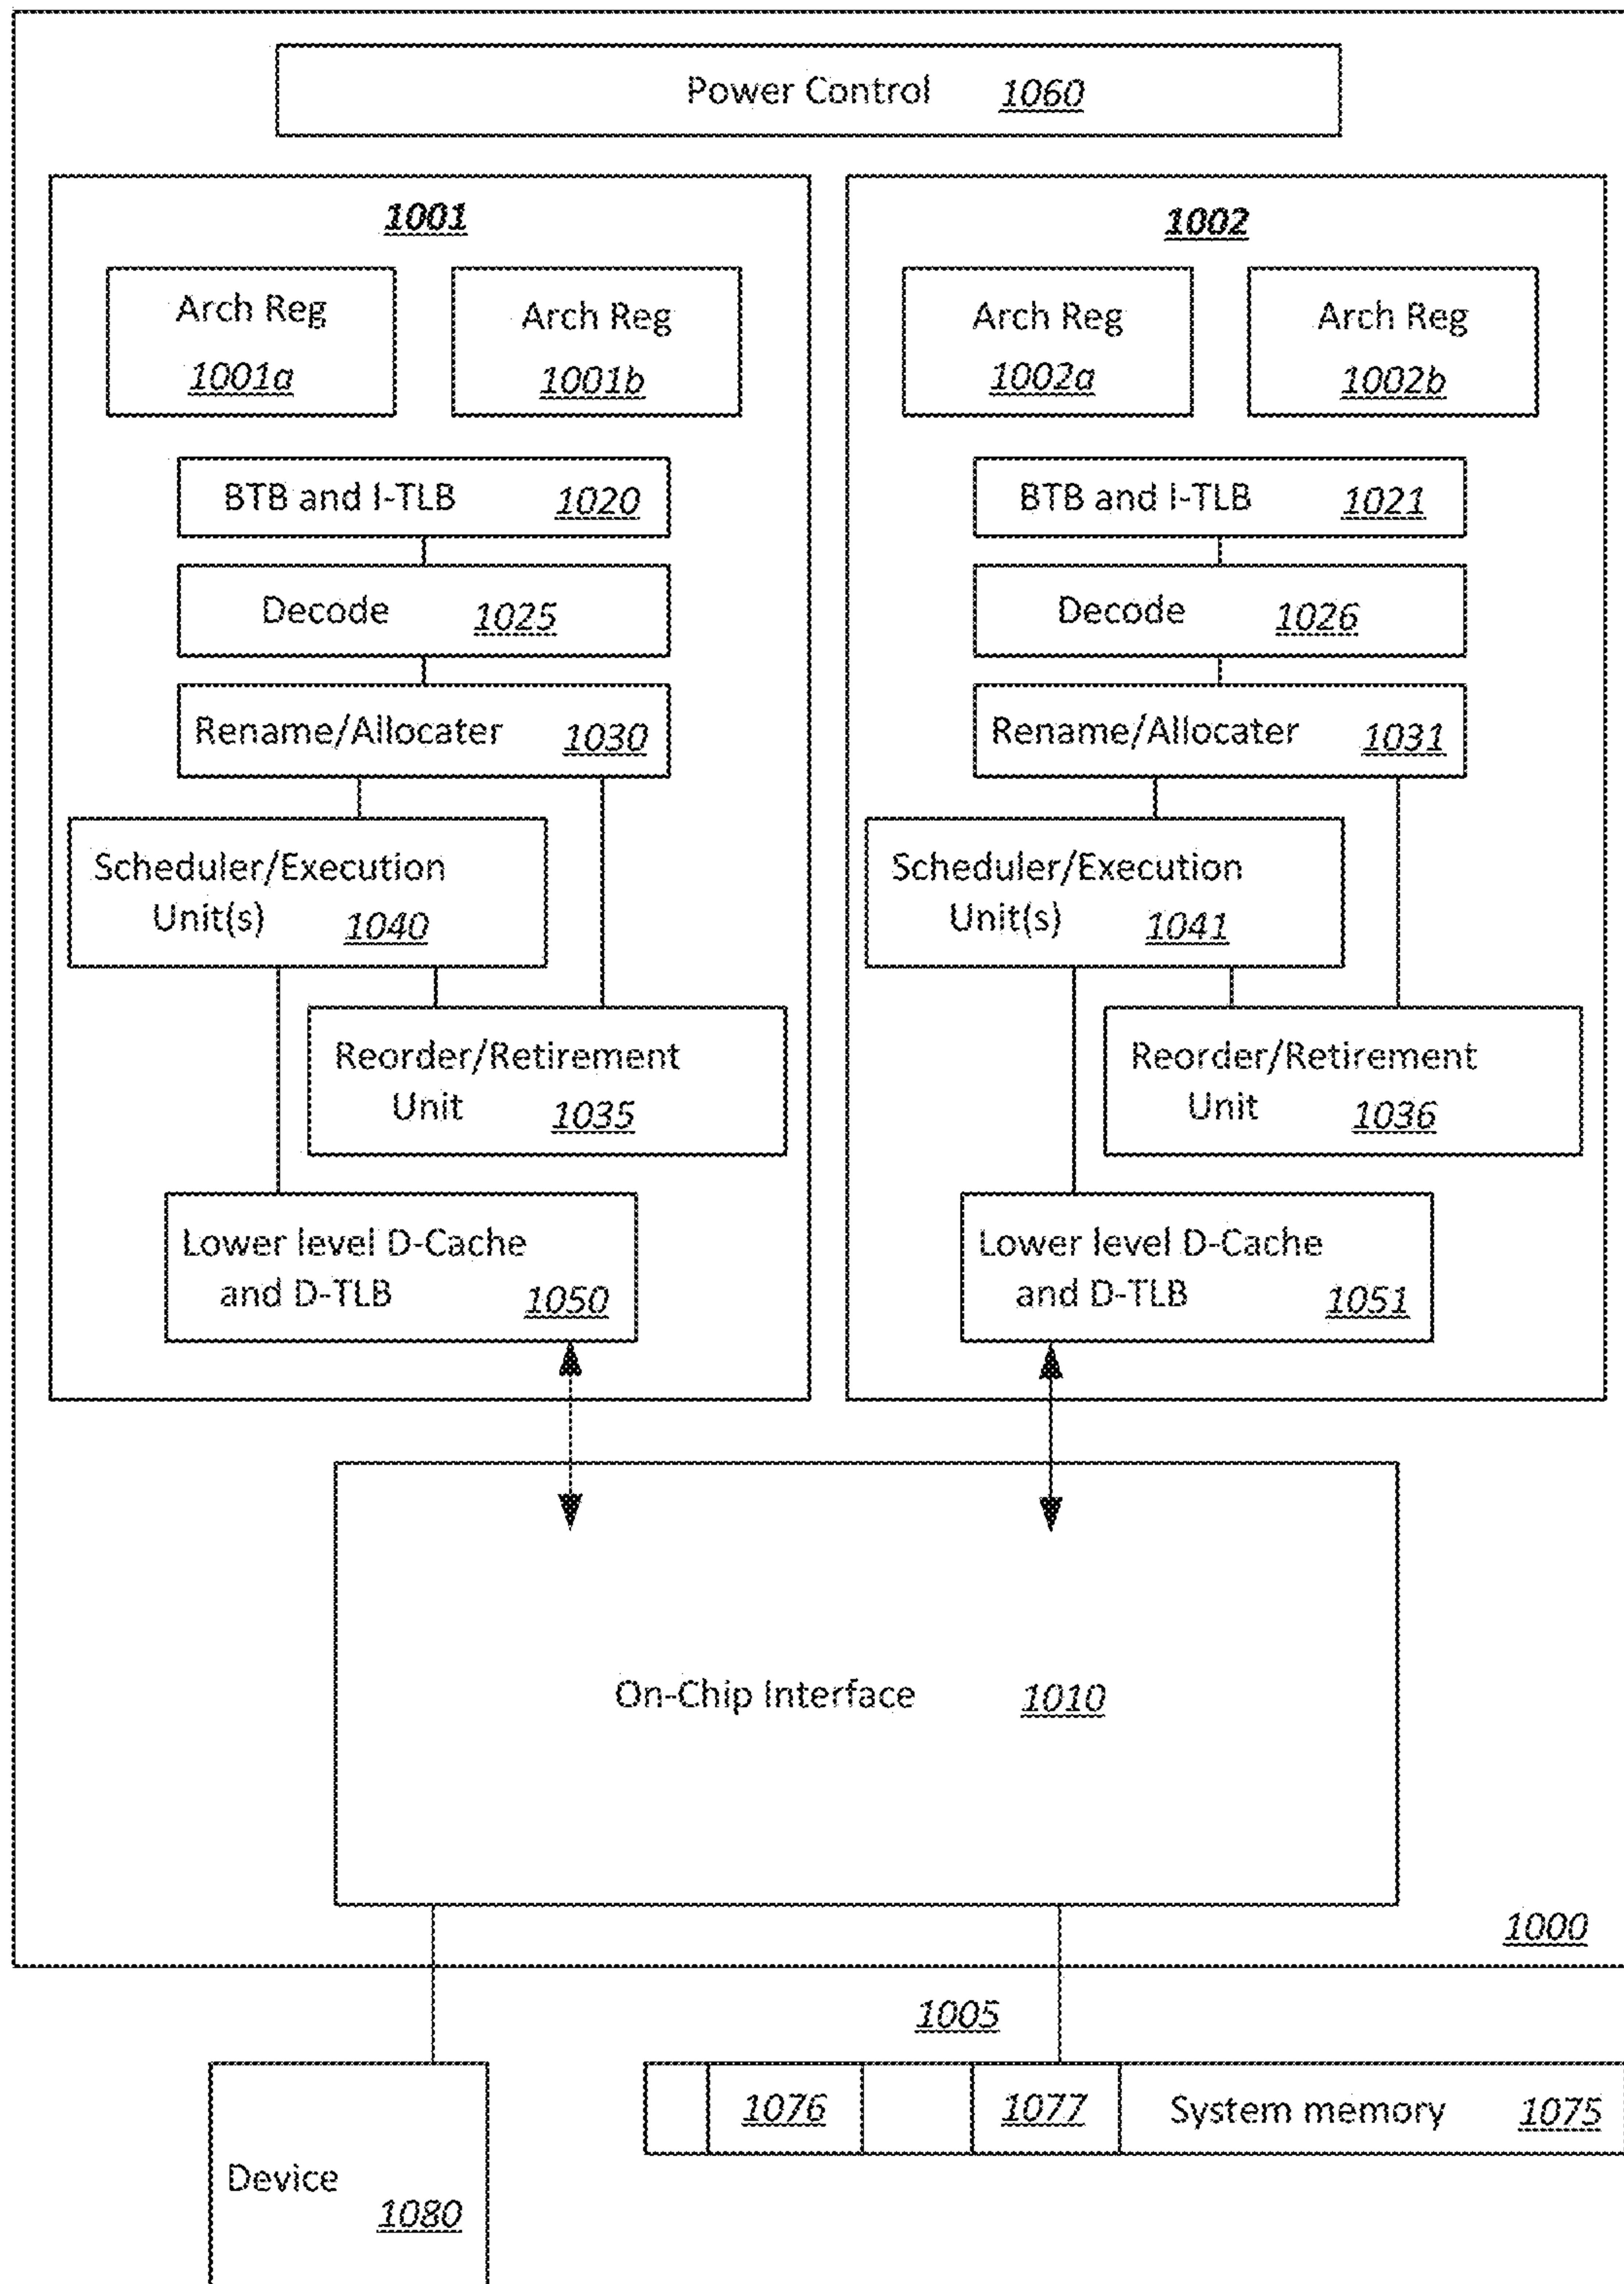 Power Control 1060
1001
Arch Reg
1001a
Arch Reg
1001b
BTB and I-TLB 1020
Decode 1025
Rename/Allocater 1030
Scheduler/Execution
Unit(s) 1040
Reorder/Retirement
Unit 1035
Lower level D-Cache
and D-TLB 1050
1002
Arch Reg
1002a
Arch Reg
1002b
BTB and I-TLB 1021
Decode 1026
Rename/Allocater 1031
Scheduler/Execution
Unit(s) 1041
Reorder/Retirement
Unit 1036
Lower level D-Cache
and D-TLB 1051
On-Chip Interface 1010
1000
1005
1076 1077 System memory 1075
Device
1080